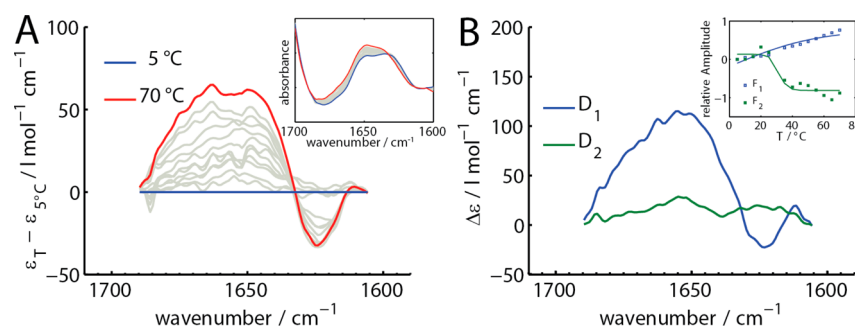 A
100
50
0
−50
ε_T − ε_5°C / l mol⁻¹ cm⁻¹
5 °C
70 °C
1700 1650 1600
wavenumber / cm⁻¹
absorbance
1700 1650 1600
wavenumber / cm⁻¹
B
200
150
100
50
0
−50
Δε / l mol⁻¹ cm⁻¹
D₁
D₂
1700 1650 1600
wavenumber / cm⁻¹
relative Amplitude
1
0
−1
F₁
F₂
0 20 40 60 80
T / °C